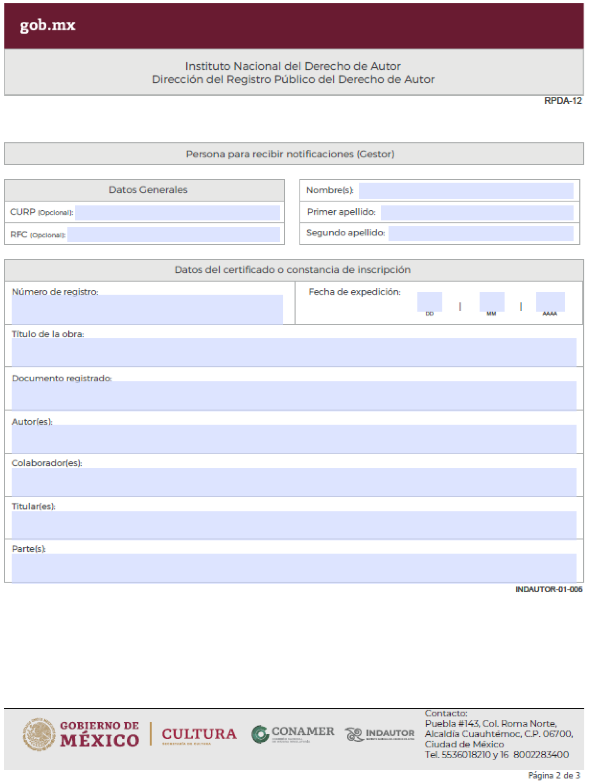 gob.mx
Instituto Nacional del Derecho de Autor
Dirección del Registro Público del Derecho de Autor
RPDA-12
Persona para recibir notificaciones (Gestor)
Datos Generales
CURP (Opcional):
RFC (Opcional):
Nombre(s):
Primer apellido:
Segundo apellido:
Datos del certificado o constancia de inscripción
Número de registro:
Fecha de expedición:
| |
DD MM AAAA
Título de la obra:
Documento registrado:
Autor(es):
Colaborador(es):
Titular(es):
Parte(s):
INDAUTOR-01-006
GOBIERNO DE
MÉXICO
CULTURA
SECRETARÍA DE CULTURA
CONAMER
INDAUTOR
Contacto:
Puebla #143, Col. Roma Norte,
Alcaldía Cuauhtémoc, C.P. 06700,
Ciudad de México
Tel. 5536018210 y 16 8002283400
Página 2 de 3